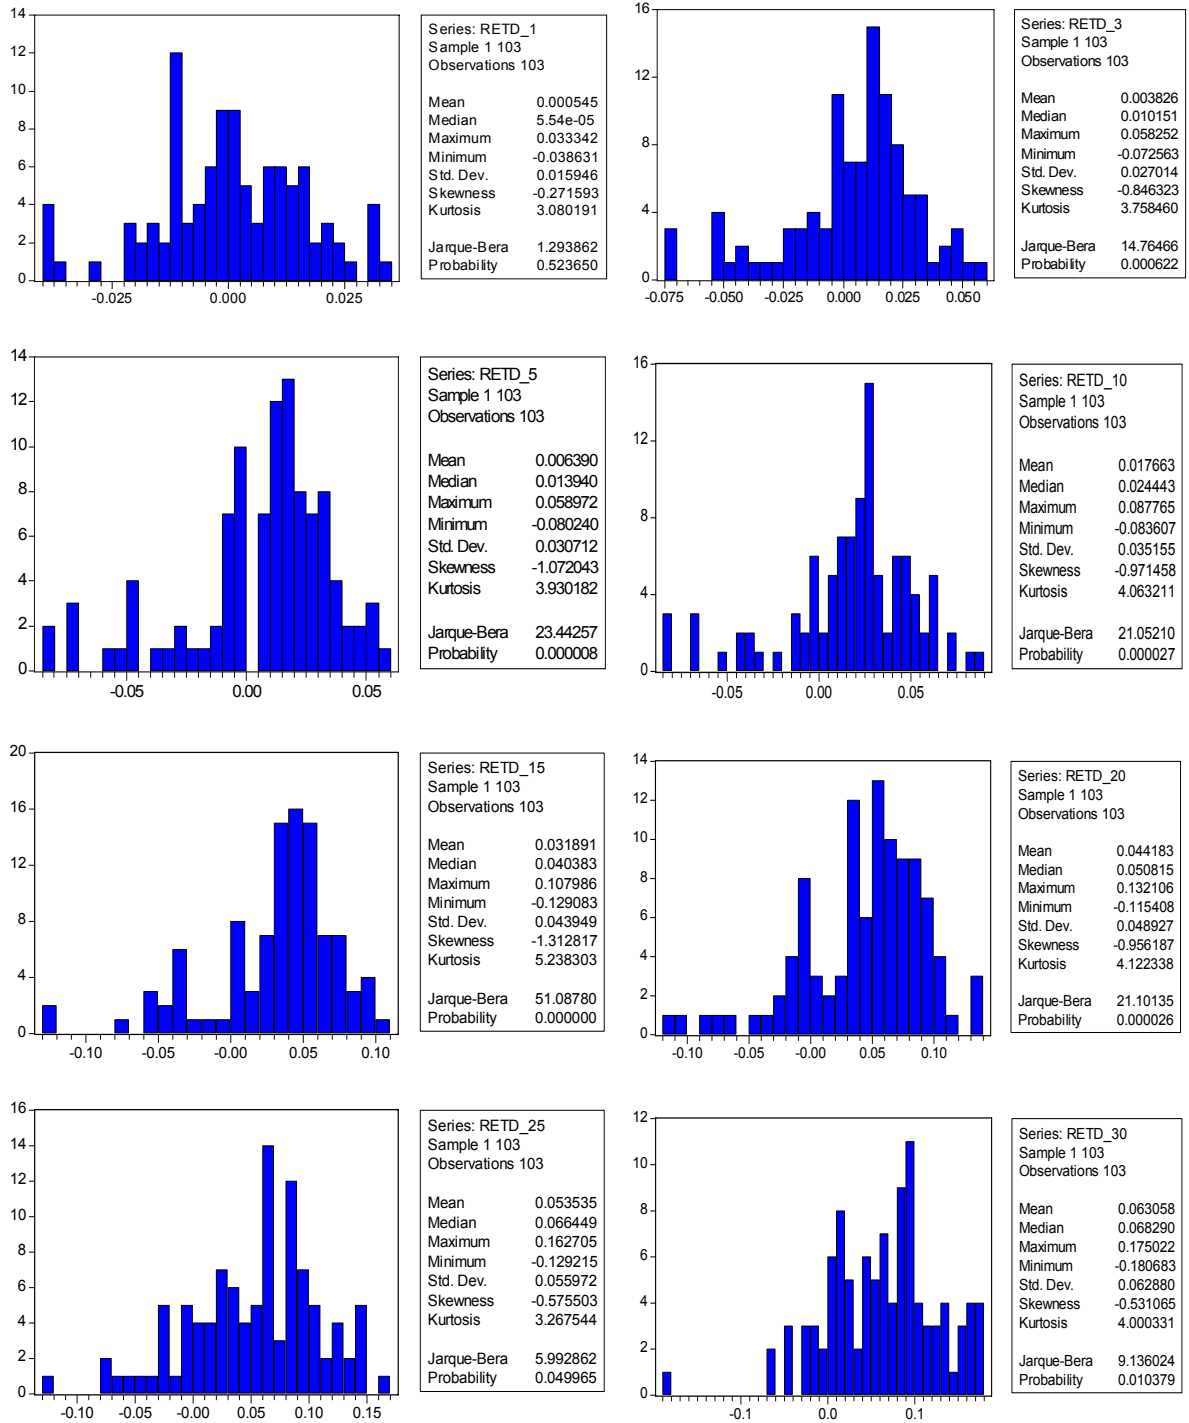 14
12
10
8
6
4
2
0
-0.025 0.000 0.025
Series: RETD_1
Sample 1 103
Observations 103
Mean 0.000545
Median 5.54e-05
Maximum 0.033342
Minimum -0.038631
Std. Dev. 0.015946
Skewness -0.271593
Kurtosis 3.080191
Jarque-Bera 1.293862
Probability 0.523650
16
12
8
4
0
-0.075 -0.050 -0.025 0.000 0.025 0.050
Series: RETD_3
Sample 1 103
Observations 103
Mean 0.003826
Median 0.010151
Maximum 0.058252
Minimum -0.072563
Std. Dev. 0.027014
Skewness -0.846323
Kurtosis 3.758460
Jarque-Bera 14.76466
Probability 0.000622
14
12
10
8
6
4
2
0
-0.05 0.00 0.05
Series: RETD_5
Sample 1 103
Observations 103
Mean 0.006390
Median 0.013940
Maximum 0.058972
Minimum -0.080240
Std. Dev. 0.030712
Skewness -1.072043
Kurtosis 3.930182
Jarque-Bera 23.44257
Probability 0.000008
16
12
8
4
0
-0.05 0.00 0.05
Series: RETD_10
Sample 1 103
Observations 103
Mean 0.017663
Median 0.024443
Maximum 0.087765
Minimum -0.083607
Std. Dev. 0.035155
Skewness -0.971458
Kurtosis 4.063211
Jarque-Bera 21.05210
Probability 0.000027
20
16
12
8
4
0
-0.10 -0.05 -0.00 0.05 0.10
Series: RETD_15
Sample 1 103
Observations 103
Mean 0.031891
Median 0.040383
Maximum 0.107986
Minimum -0.129083
Std. Dev. 0.043949
Skewness -1.312817
Kurtosis 5.238303
Jarque-Bera 51.08780
Probability 0.000000
14
12
10
8
6
4
2
0
-0.10 -0.05 -0.00 0.05 0.10
Series: RETD_20
Sample 1 103
Observations 103
Mean 0.044183
Median 0.050815
Maximum 0.132106
Minimum -0.115408
Std. Dev. 0.048927
Skewness -0.956187
Kurtosis 4.122338
Jarque-Bera 21.10135
Probability 0.000026
16
14
12
10
8
6
4
2
0
-0.10 -0.05 -0.00 0.05 0.10 0.15
Series: RETD_25
Sample 1 103
Observations 103
Mean 0.053535
Median 0.066449
Maximum 0.162705
Minimum -0.129215
Std. Dev. 0.055972
Skewness -0.575503
Kurtosis 3.267544
Jarque-Bera 5.992862
Probability 0.049965
12
10
8
6
4
2
0
-0.1 0.0 0.1
Series: RETD_30
Sample 1 103
Observations 103
Mean 0.063058
Median 0.068290
Maximum 0.175022
Minimum -0.180683
Std. Dev. 0.062880
Skewness -0.531065
Kurtosis 4.000331
Jarque-Bera 9.136024
Probability 0.010379